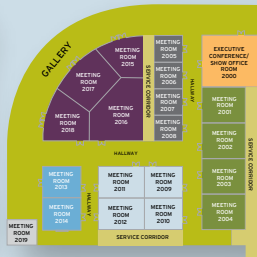 GALLERY
MEETING
ROOM
2015
MEETING
ROOM
2017
MEETING
ROOM
2016
MEETING
ROOM
2018
SERVICE CORRIDOR
MEETING
ROOM
2005
MEETING
ROOM
2006
MEETING
ROOM
2007
MEETING
ROOM
2008
HALLWAY
EXECUTIVE
CONFERENCE/
SHOW OFFICE
ROOM
2000
MEETING
ROOM
2001
MEETING
ROOM
2002
MEETING
ROOM
2003
MEETING
ROOM
2004
SERVICE CORRIDOR
HALLWAY
MEETING
ROOM
2013
MEETING
ROOM
2014
HALLWAY
MEETING
ROOM
2011
MEETING
ROOM
2009
MEETING
ROOM
2012
MEETING
ROOM
2010
SERVICE CORRIDOR
MEETING
ROOM
2019